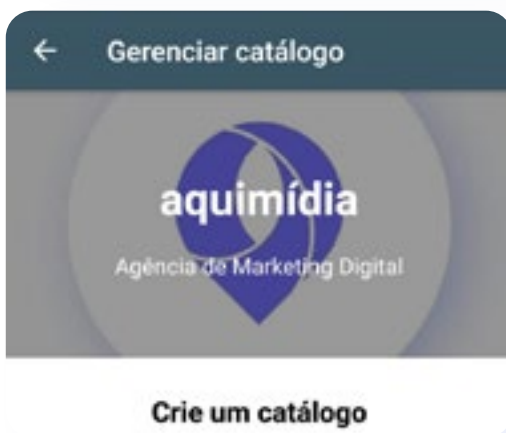 Gerenciar catálogo
aquimídia
Agência de Marketing Digital
Crie um catálogo